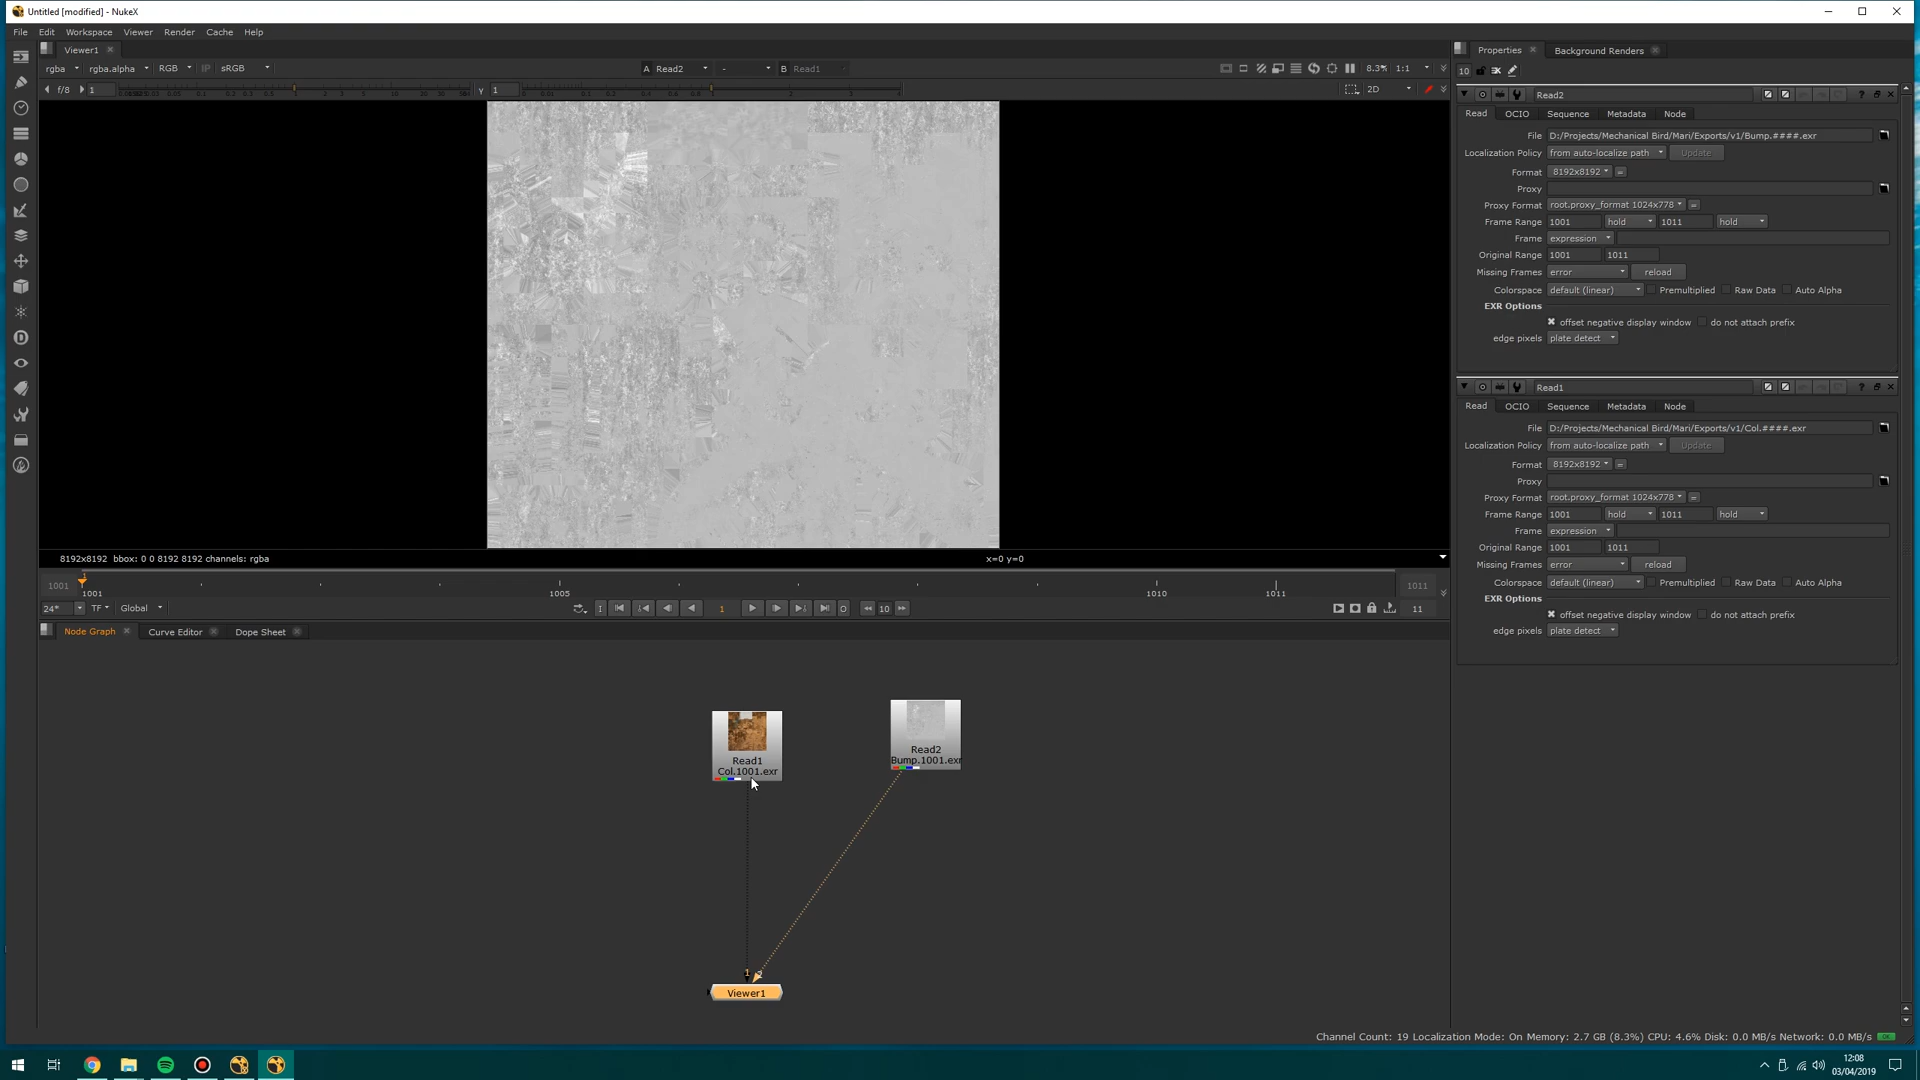 Untitled [modified] - NukeX
File Edit Workspace Viewer Render Cache Help
Viewer1
rgba rgba.alpha RGB IP sRGB A Read2 - B Read1 8.3% 1:1
f/8 1 γ 1 2D
8192x8192 bbox: 0 0 8192 8192 channels: rgba x=0 y=0
1001 1 1001 1005 1010 1011 1011
24* TF Global 1 10 11
Node Graph Curve Editor Dope Sheet
Read1
Col.1001.exr
Read2
Bump.1001.exr
1 2
Viewer1
Properties Background Renders
10
Read2
Read OCIO Sequence Metadata Node
File D:/Projects/Mechanical Bird/Mari/Exports/v1/Bump.####.exr
Localization Policy from auto-localize path Update
Format 8192x8192 =
Proxy
Proxy Format root.proxy_format 1024x778 =
Frame Range 1001 hold 1011 hold
Frame expression
Original Range 1001 1011
Missing Frames error reload
Colorspace default (linear) Premultiplied Raw Data Auto Alpha
EXR Options
offset negative display window do not attach prefix
edge pixels plate detect
Read1
Read OCIO Sequence Metadata Node
File D:/Projects/Mechanical Bird/Mari/Exports/v1/Col.####.exr
Localization Policy from auto-localize path Update
Format 8192x8192 =
Proxy
Proxy Format root.proxy_format 1024x778 =
Frame Range 1001 hold 1011 hold
Frame expression
Original Range 1001 1011
Missing Frames error reload
Colorspace default (linear) Premultiplied Raw Data Auto Alpha
EXR Options
offset negative display window do not attach prefix
edge pixels plate detect
Channel Count: 19 Localization Mode: On Memory: 2.7 GB (8.3%) CPU: 4.6% Disk: 0.0 MB/s Network: 0.0 MB/s
12:08
03/04/2019